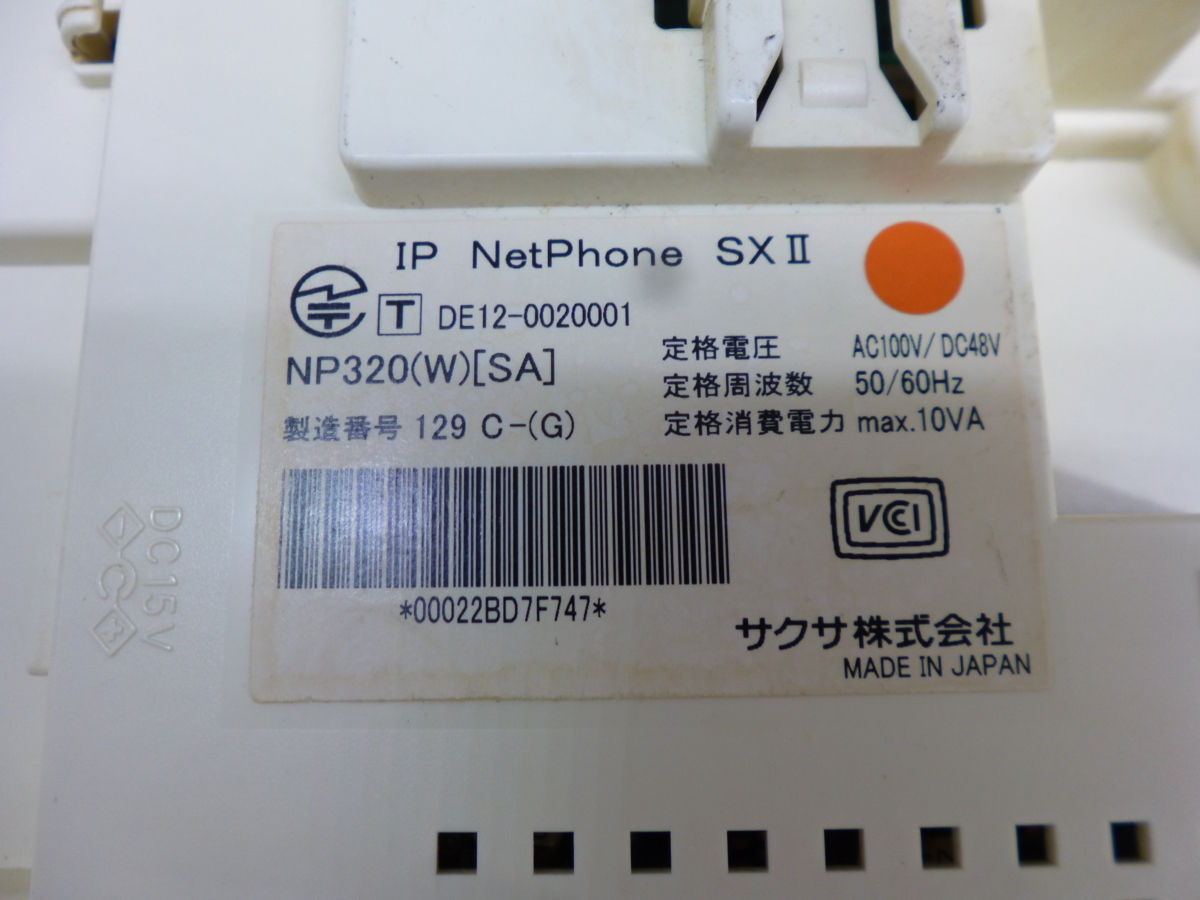 IP NetPhone SXⅡ
T DE12-0020001
NP320(W)[SA]
定格電圧 AC100V/DC48V
定格周波数 50/60Hz
製造番号 129 C-(G)
定格消費電力 max.10VA
VCCI
*00022BD7F747*
サクサ株式会社
MADE IN JAPAN
DC15V